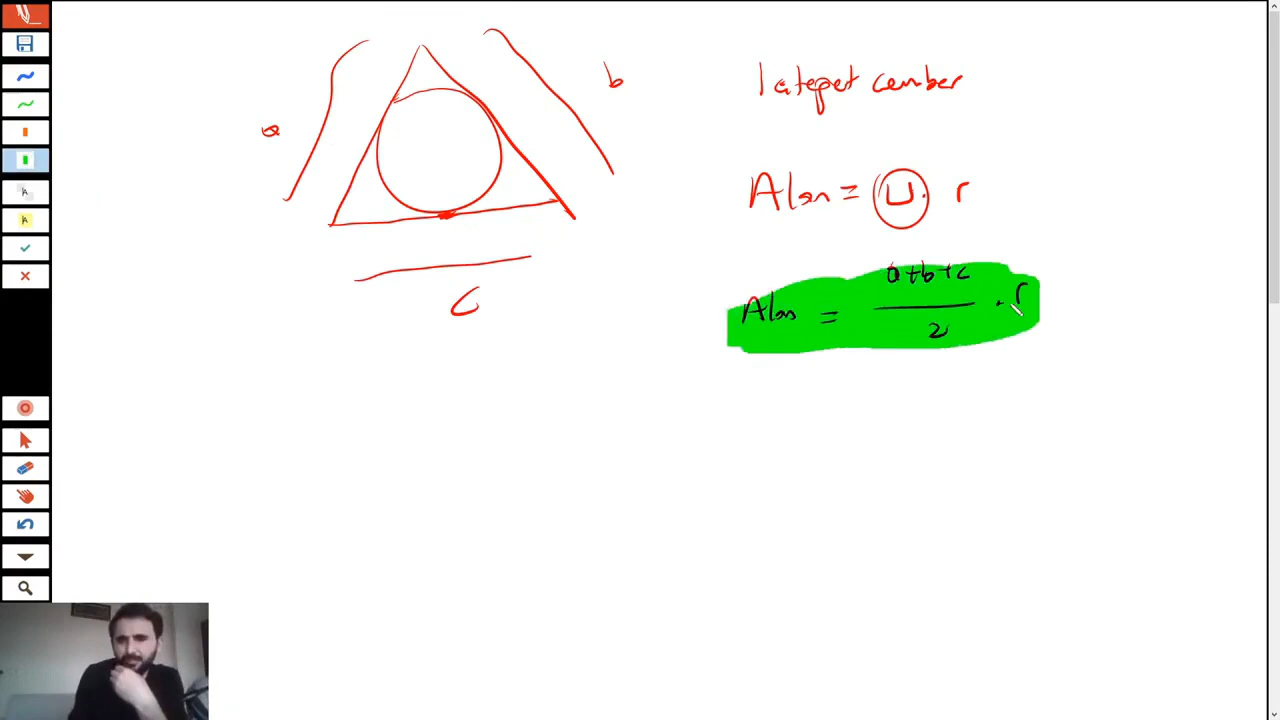 a
b
c
İçteğet çember
Alan = U . r
Alan = a+b+c / 2 . r